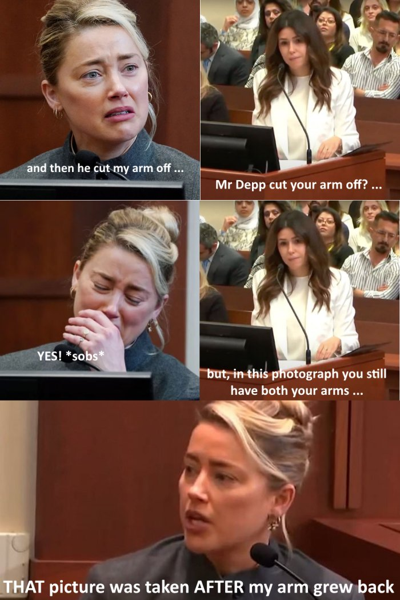 and then he cut my arm off ...
Mr Depp cut your arm off? ...
YES! *sobs*
but, in this photograph you still
have both your arms ...
THAT picture was taken AFTER my arm grew back